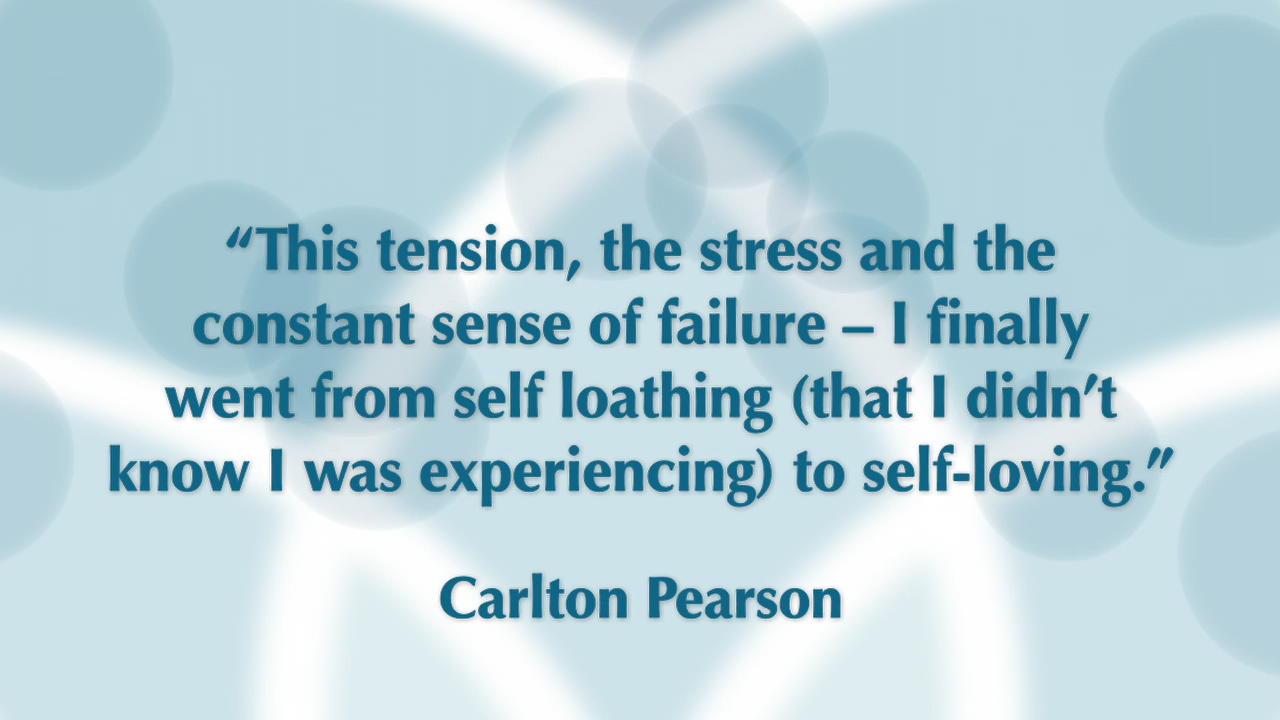 “This tension, the stress and the
constant sense of failure – I finally
went from self loathing (that I didn’t
know I was experiencing) to self-loving.”
Carlton Pearson